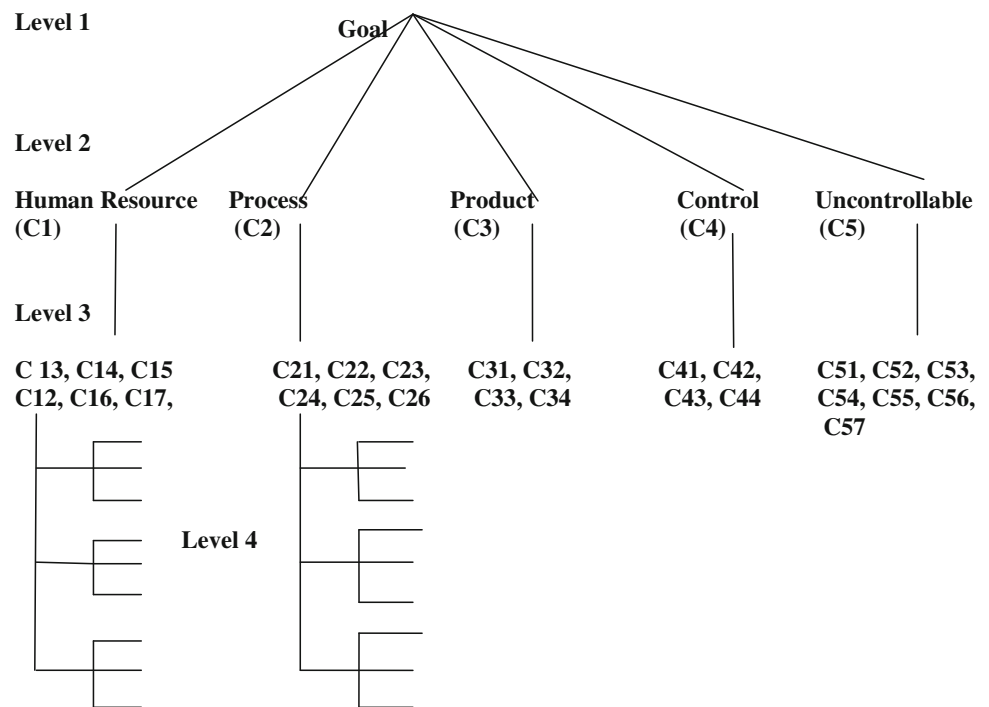 Level 1
Goal
Level 2
Human Resource
(C1)
Process
(C2)
Product
(C3)
Control
(C4)
Uncontrollable
(C5)
Level 3
C 13, C14, C15
C12, C16, C17,
C21, C22, C23,
C24, C25, C26
C31, C32,
C33, C34
C41, C42,
C43, C44
C51, C52, C53,
C54, C55, C56,
C57
Level 4